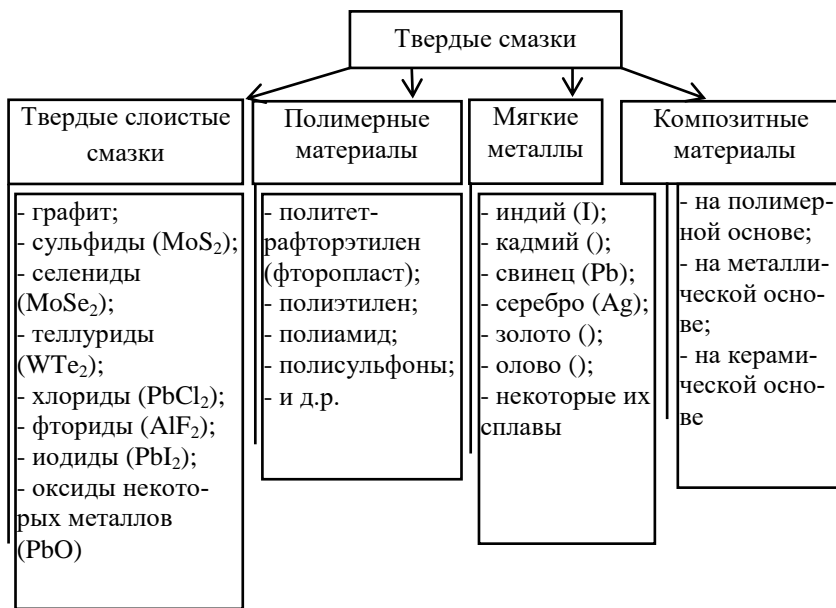 Твердые смазки
Твердые слоистые
смазки
Полимерные
материалы
Мягкие
металлы
Композитные
материалы
- графит;
- сульфиды (MoS₂);
- селениды
(MoSe₂);
- теллуриды
(WTe₂);
- хлориды (PbCl₂);
- фториды (AlF₂);
- иодиды (PbI₂);
- оксиды некото-
рых металлов
(PbO)
- политет-
рафторэтилен
(фторопласт);
- полиэтилен;
- полиамид;
- полисульфоны;
- и д.р.
- индий (I);
- кадмий ();
- свинец (Pb);
- серебро (Ag);
- золото ();
- олово ();
- некоторые их
сплавы
- на полимер-
ной основе;
- на металли-
ческой осно-
ве;
- на керами-
ческой основе